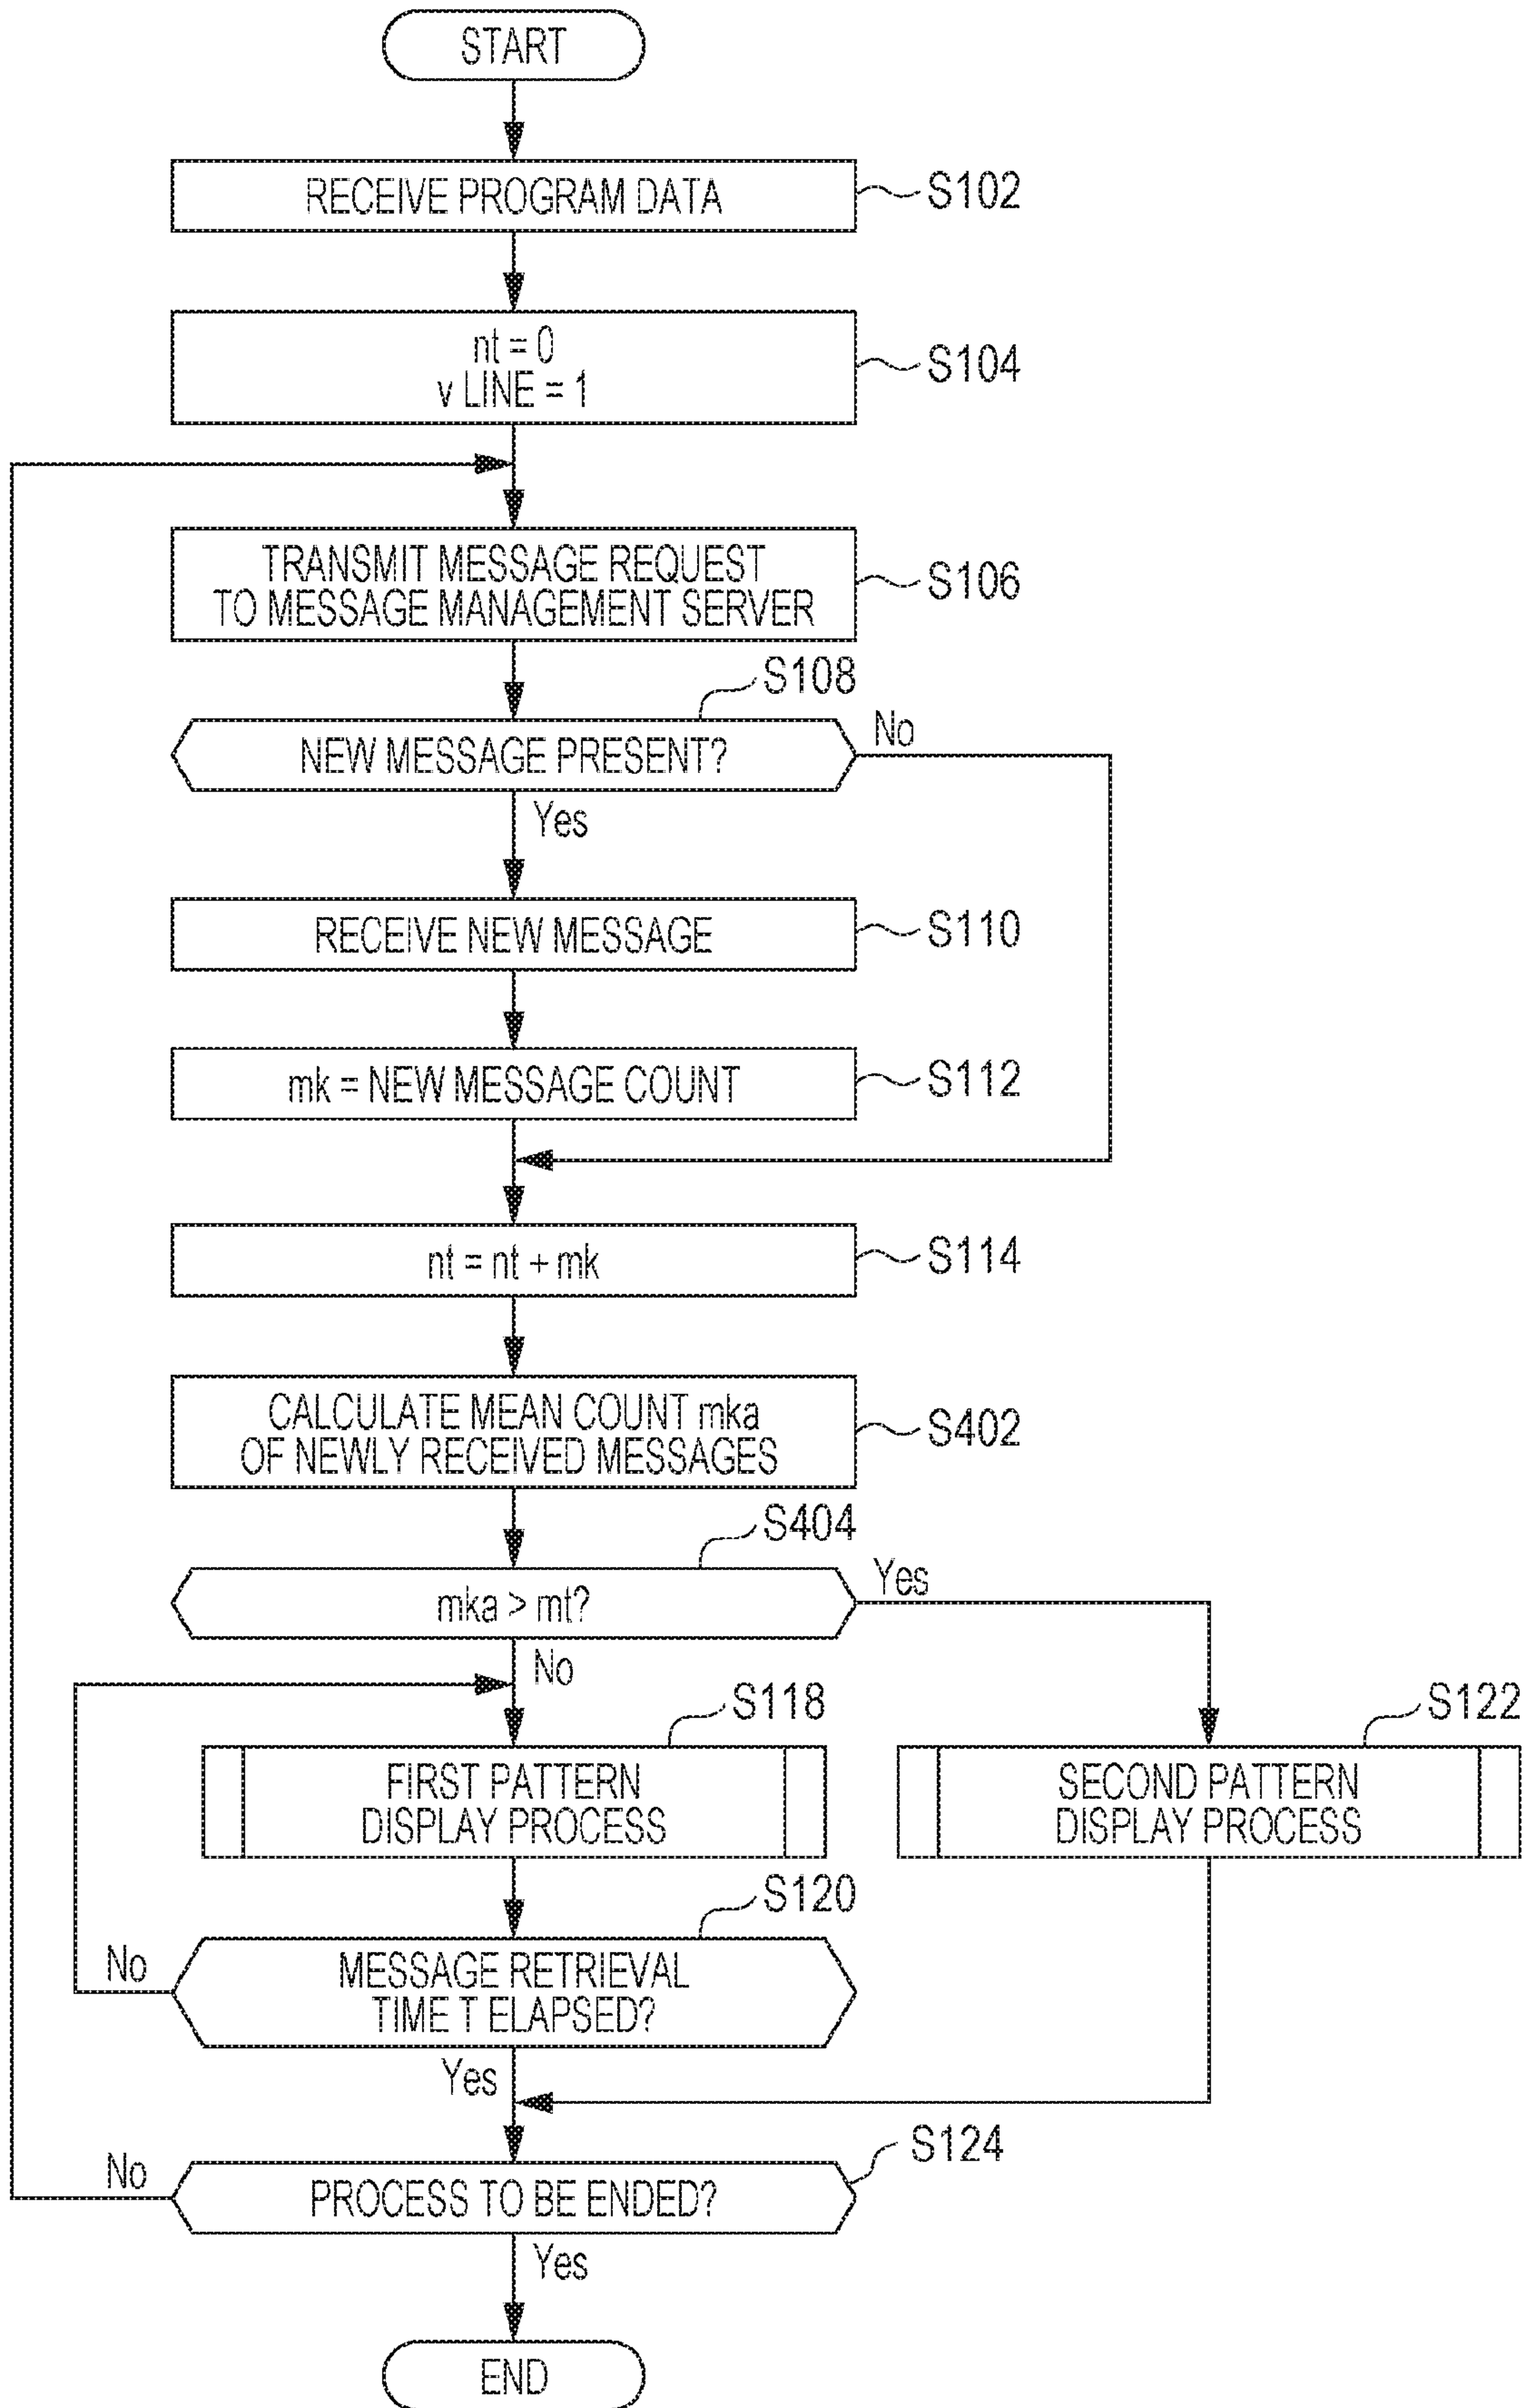 START
RECEIVE PROGRAM DATA
S102
nt = 0
v LINE = 1
S104
TRANSMIT MESSAGE REQUEST
TO MESSAGE MANAGEMENT SERVER
S106
S108
NEW MESSAGE PRESENT?
No
Yes
RECEIVE NEW MESSAGE
S110
mk = NEW MESSAGE COUNT
S112
nt = nt + mk
S114
CALCULATE MEAN COUNT mka
OF NEWLY RECEIVED MESSAGES
S402
S404
mka > mt?
Yes
No
S118
FIRST PATTERN
DISPLAY PROCESS
S122
SECOND PATTERN
DISPLAY PROCESS
S120
MESSAGE RETRIEVAL
TIME T ELAPSED?
No
Yes
S124
PROCESS TO BE ENDED?
No
Yes
END